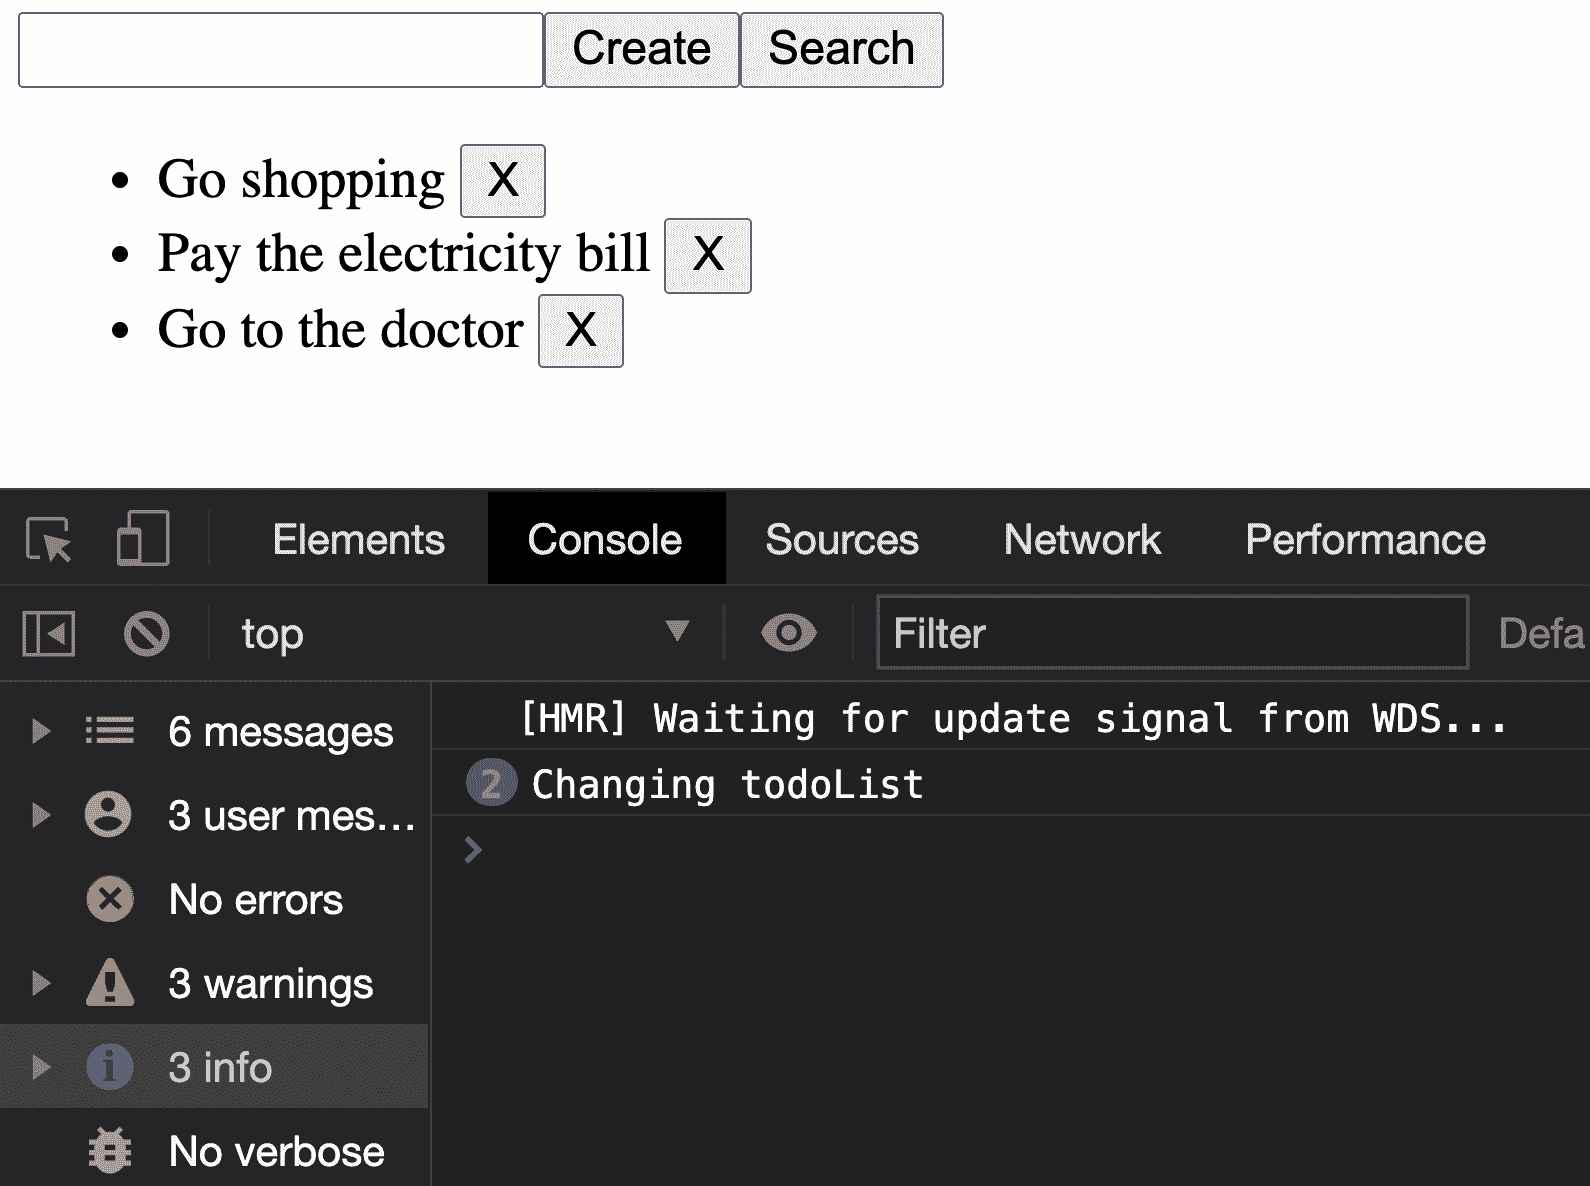 Create Search
Go shopping X
Pay the electricity bill X
Go to the doctor X
Elements Console Sources Network Performance
top Filter Defa
6 messages
3 user mes...
No errors
3 warnings
3 info
No verbose
[HMR] Waiting for update signal from WDS...
2 Changing todoList